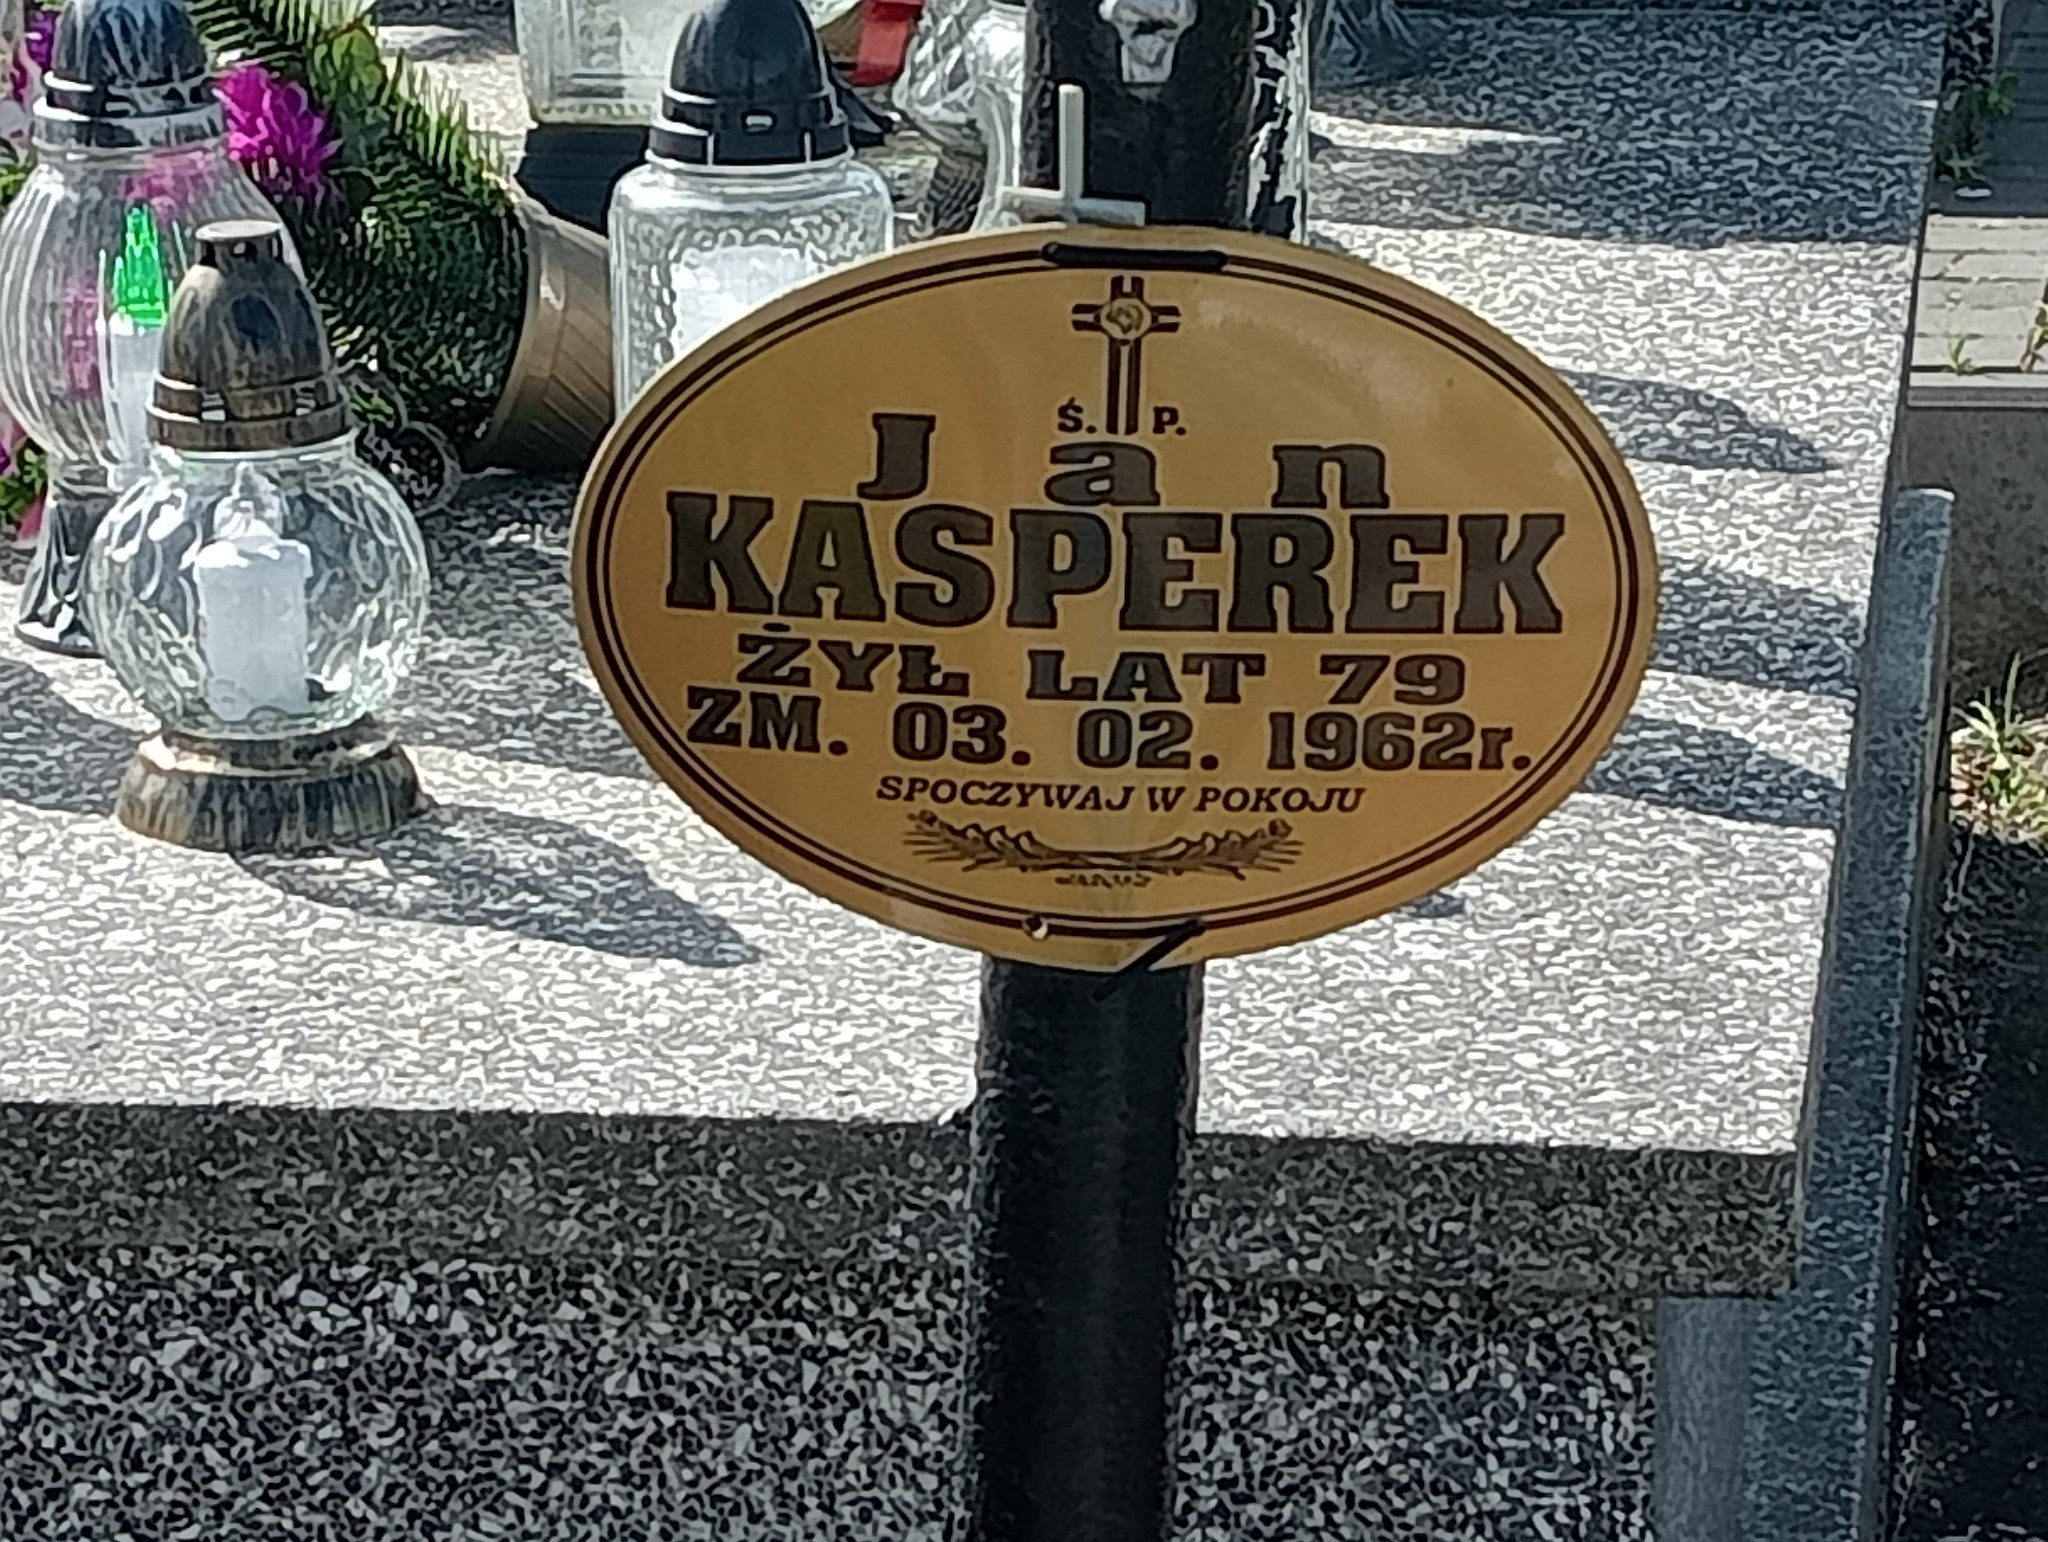 Ś. P.
Jan
KASPEREK
ŻYŁ LAT 79
ZM. 03. 02. 1962r.
SPOCZYWAJ W POKOJU